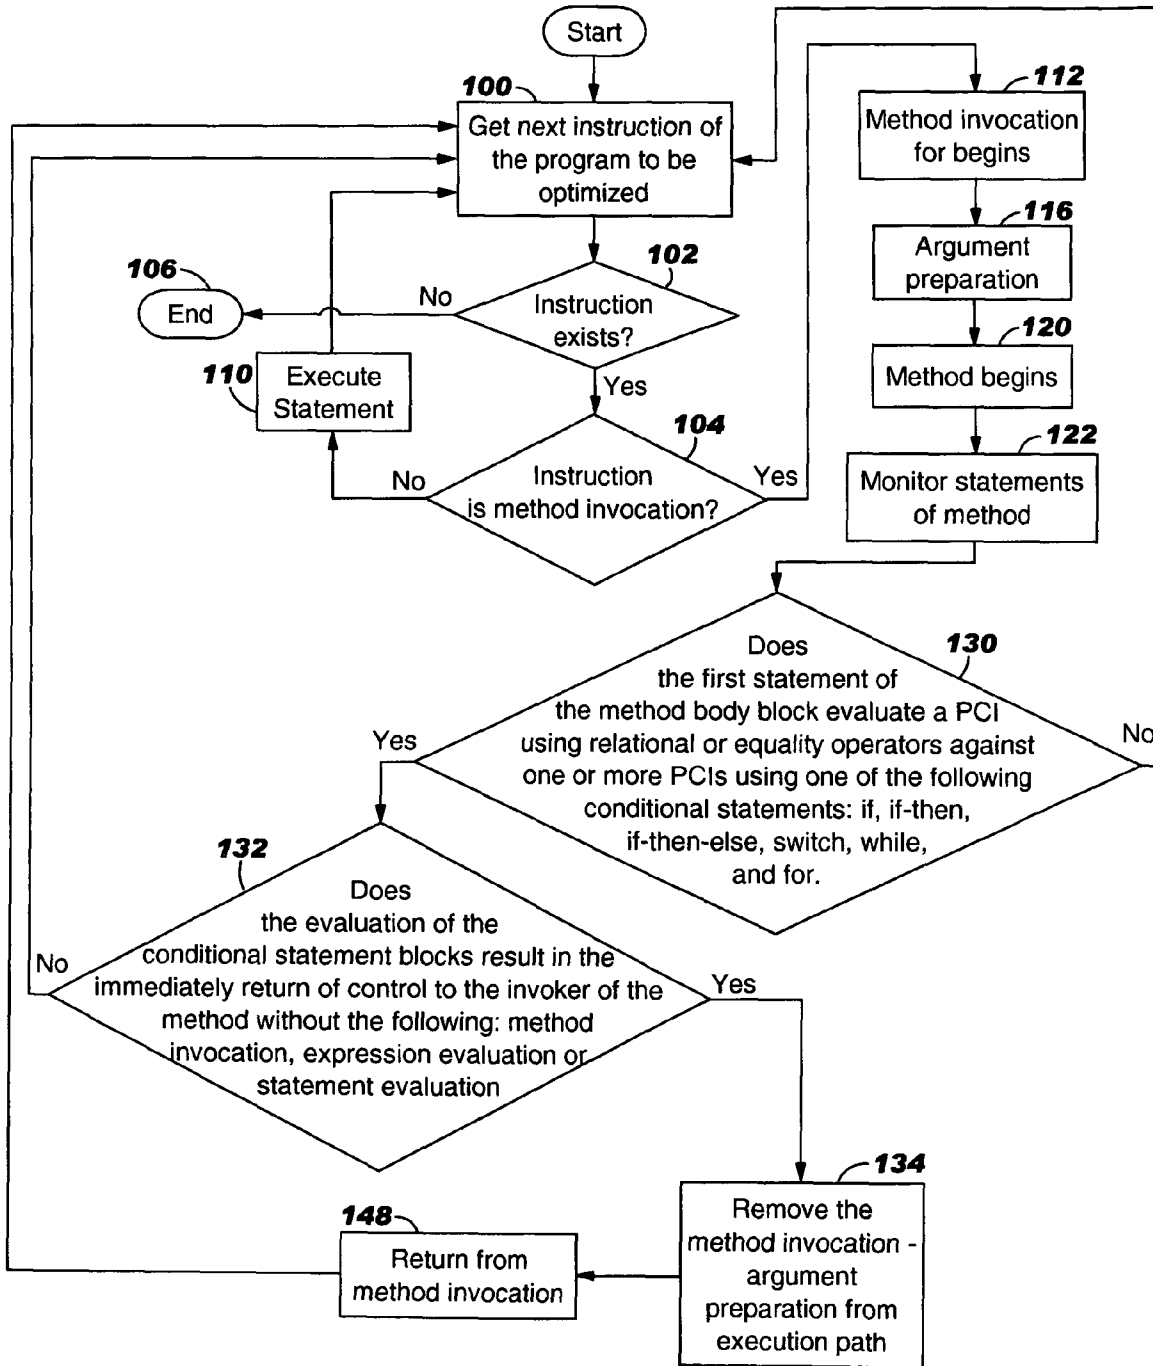 Start
100
Get next instruction of
the program to be
optimized
102
Instruction
exists?
No
Yes
106
End
110
Execute
Statement
104
Instruction
is method invocation?
No
Yes
112
Method invocation
for begins
116
Argument
preparation
120
Method begins
122
Monitor statements
of method
130
Does
the first statement of
the method body block evaluate a PCI
using relational or equality operators against
one or more PCIs using one of the following
conditional statements: if, if-then,
if-then-else, switch, while,
and for.
Yes
No
132
Does
the evaluation of the
conditional statement blocks result in the
immediately return of control to the invoker of the
method without the following: method
invocation, expression evaluation or
statement evaluation
No
Yes
134
Remove the
method invocation -
argument
preparation from
execution path
148
Return from
method invocation